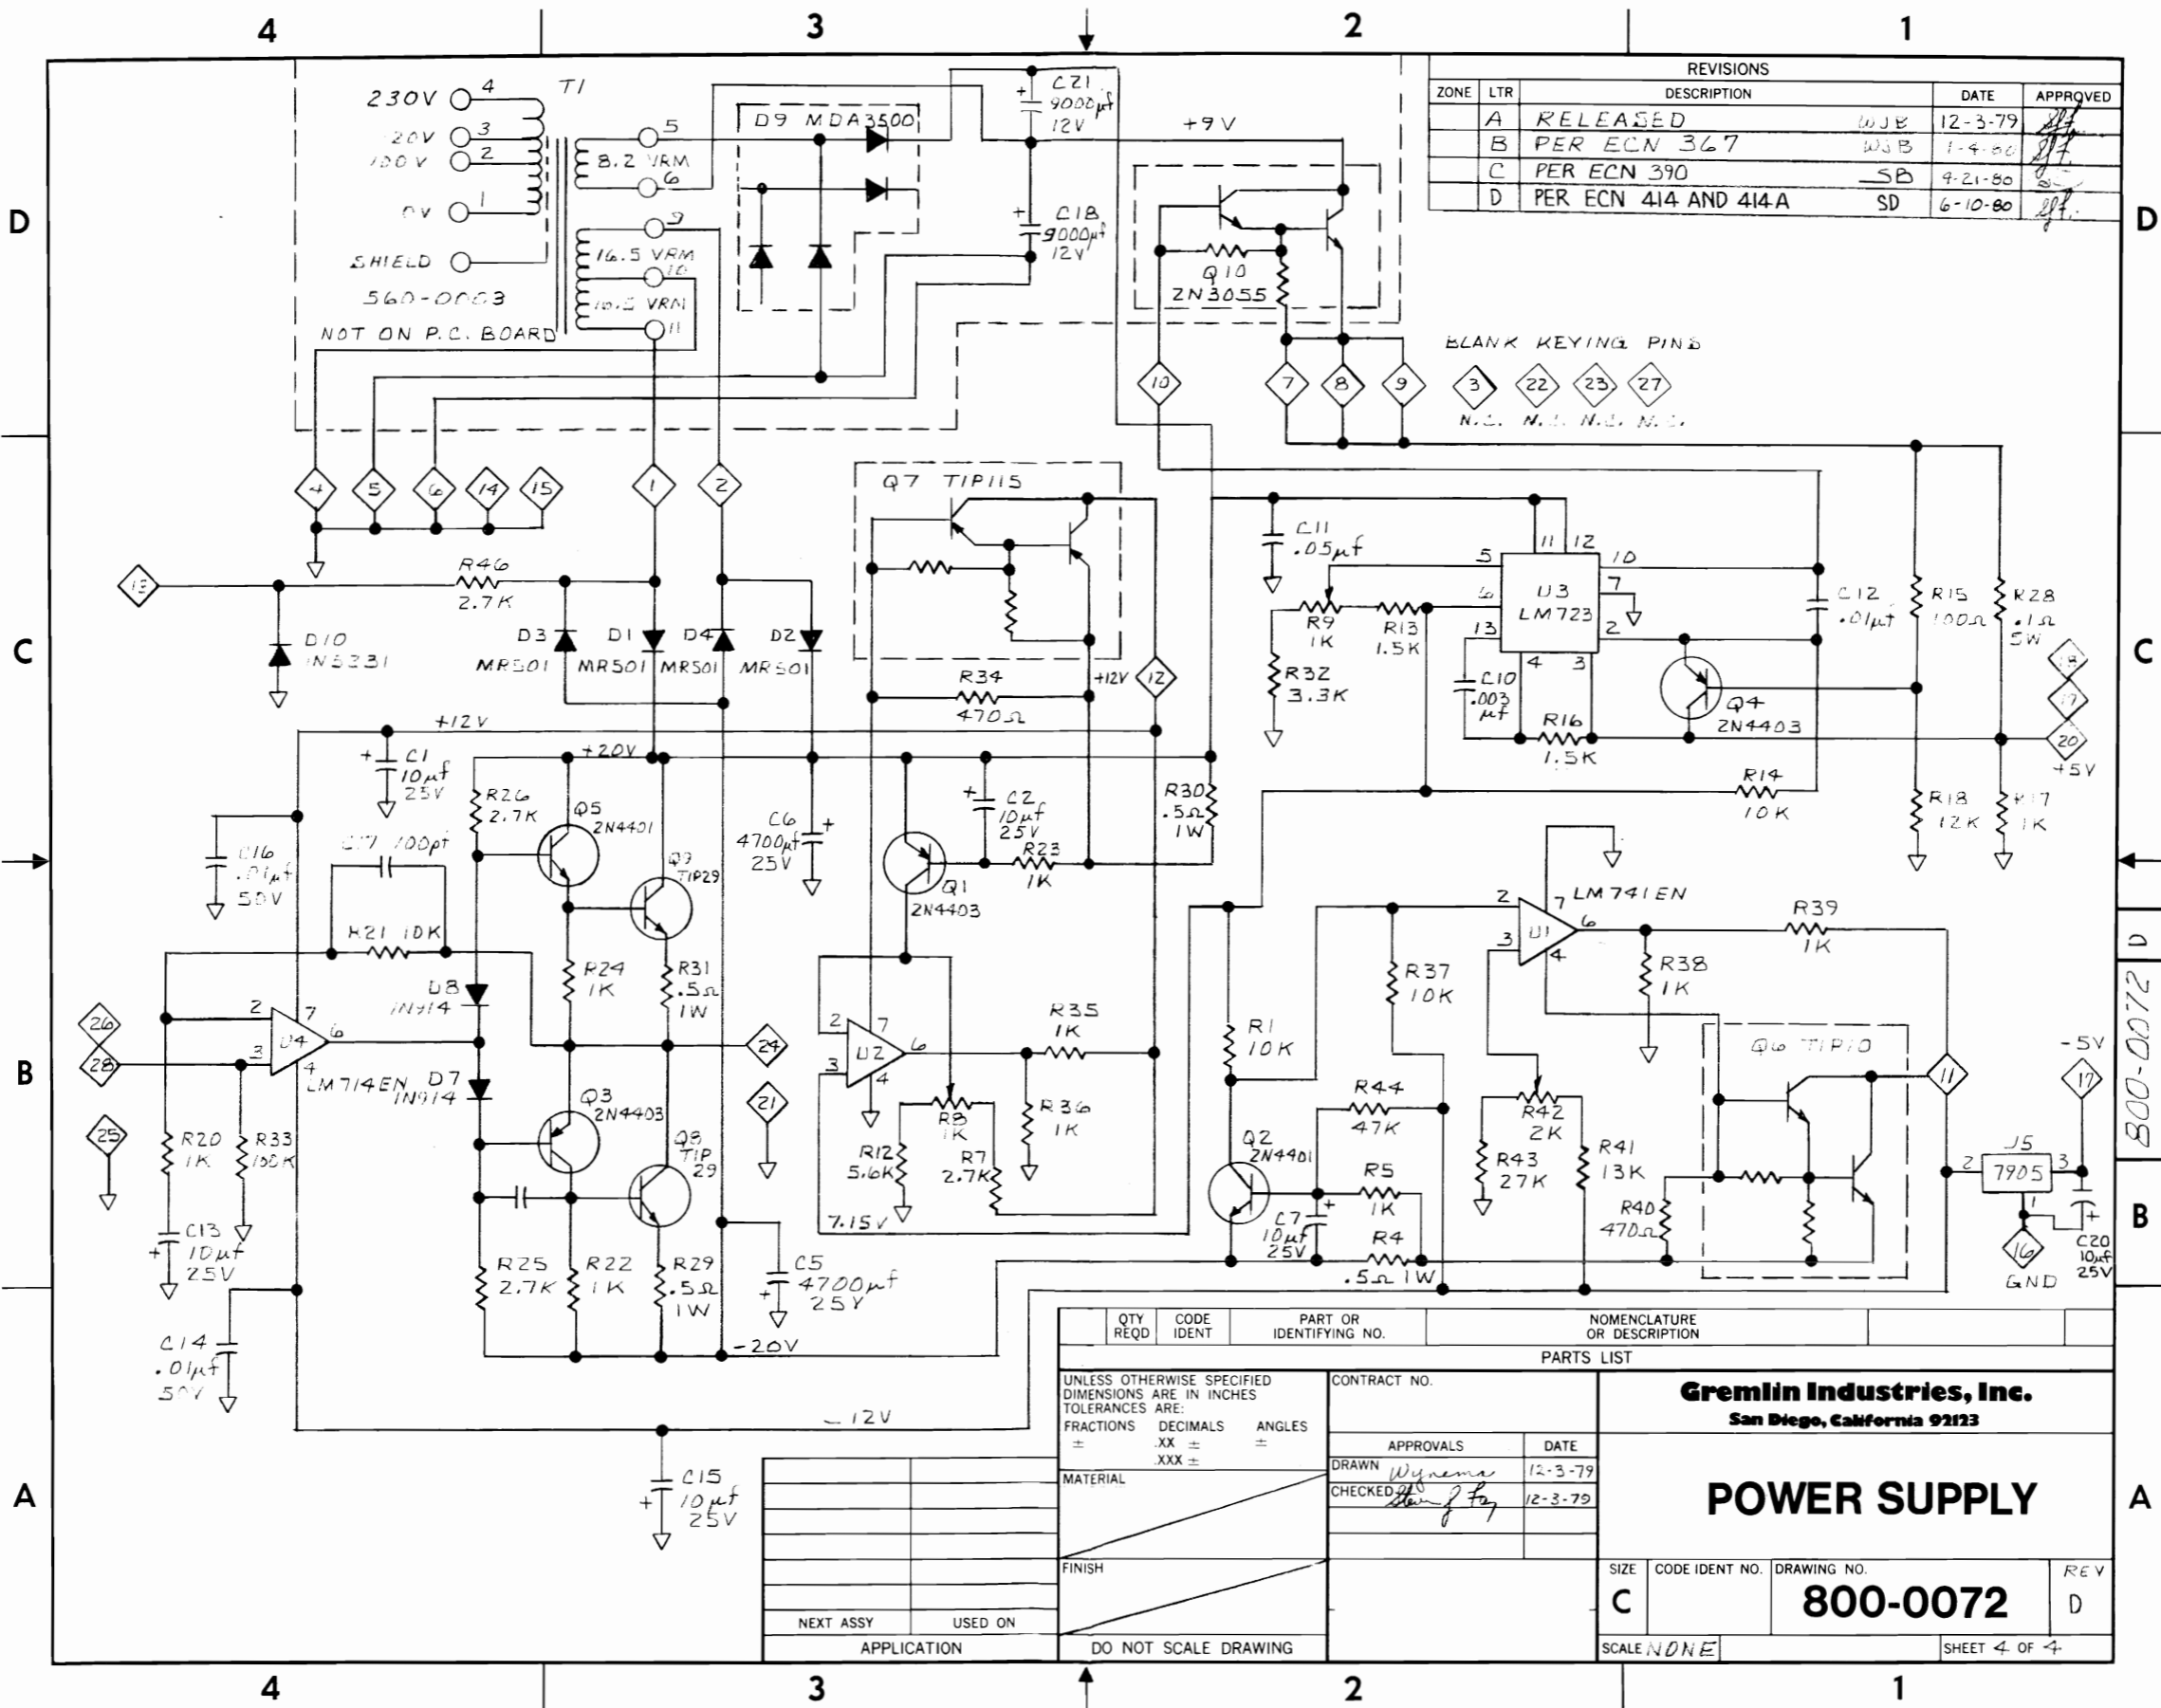 4 3 2 1
REVISIONS
ZONE LTR DESCRIPTION DATE APPROVED
A RELEASED WJB 12-3-79
B PER ECN 367 WJB 1-4-80
C PER ECN 390 SB 4-21-80
D PER ECN 414 AND 414A SD 6-10-80
D
D
230V 4
T1
3
2
0V 1
SHIELD
560-0003
NOT ON P.C. BOARD
5
8.2 VRM
6
9
16.5 VRM
10
16.5 VRM
11
D9 MDA3500
+ C21
9000µf
12V
+ C18
9000µf
12V
+9V
Q10
2N3055
BLANK KEYING PINS
10 7 8 9 3 22 23 27
N.C. N.C. N.C. N.C.
4 5 6 14 15 1 2
Q7 TIP115
C
C
R46
2.7K
D10
D3 D1 D4 D2
MR501 MR501 MR501 MR501
R34
470Ω
+12V 12
C11
.05µf
R9
1K
R13
1.5K
R32
3.3K
5 11 12 10
6 U3 7
LM723
13 2
4 3
C10
.003
µf
R16
1.5K
Q4
2N4403
C12
.01µf
R15
100Ω
R28
.1Ω
5W
20
+5V
R14
10K
R18
12K
R17
1K
+12V
+ C1
10µf
25V
+20V
R26
2.7K
Q5
2N4401
C16
.01µf
50V
Q9
TIP29
C6 +
4700µf
25V
+ C2
10µf
25V
R23
1K
R30
.5Ω
1W
Q1
2N4403
R21 10K
R24
1K
R31
.5Ω
1W
D8
1N914
2 7
U4 6
3
4
LM714EN
D7
1N914
26
28
25
24
21
R20
1K
R33
100K
C13
+ 10µf
25V
Q3
2N4403
Q8
TIP
29
R25
2.7K
R22
1K
R29
.5Ω
1W
C5
4700µf
+ 25V
-20V
2 7
U2 6
3 4
R35
1K
R8
1K
R36
1K
R12
5.6K
R7
2.7K
7.15V
R1
10K
Q2
2N4401
R37
10K
R44
47K
R5
1K
C7 +
10µf
25V
R4
.5Ω 1W
2 7 LM741EN
U1 6
3 4
R39
1K
R38
1K
R42
2K
R43
27K
R41
13K
R40
470Ω
Q6
11
-5V
17
J5
2 7905 3
1
16
GND
+
C20
10µf
25V
B
B
D
800-0072
C14
.01µf
50V
-12V
C15
+ 10µf
25V
A
A
QTY REQD CODE IDENT PART OR IDENTIFYING NO. NOMENCLATURE OR DESCRIPTION
PARTS LIST
UNLESS OTHERWISE SPECIFIED
DIMENSIONS ARE IN INCHES
TOLERANCES ARE:
FRACTIONS DECIMALS ANGLES
± .XX ± ±
.XXX ±
MATERIAL
FINISH
DO NOT SCALE DRAWING
NEXT ASSY USED ON
APPLICATION
CONTRACT NO.
APPROVALS DATE
DRAWN Wynema 12-3-79
CHECKED Steven J Fay 12-3-79
Gremlin Industries, Inc.
San Diego, California 92123
POWER SUPPLY
SIZE CODE IDENT NO. DRAWING NO. REV
C 800-0072 D
SCALE NONE SHEET 4 OF 4
4 3 2 1